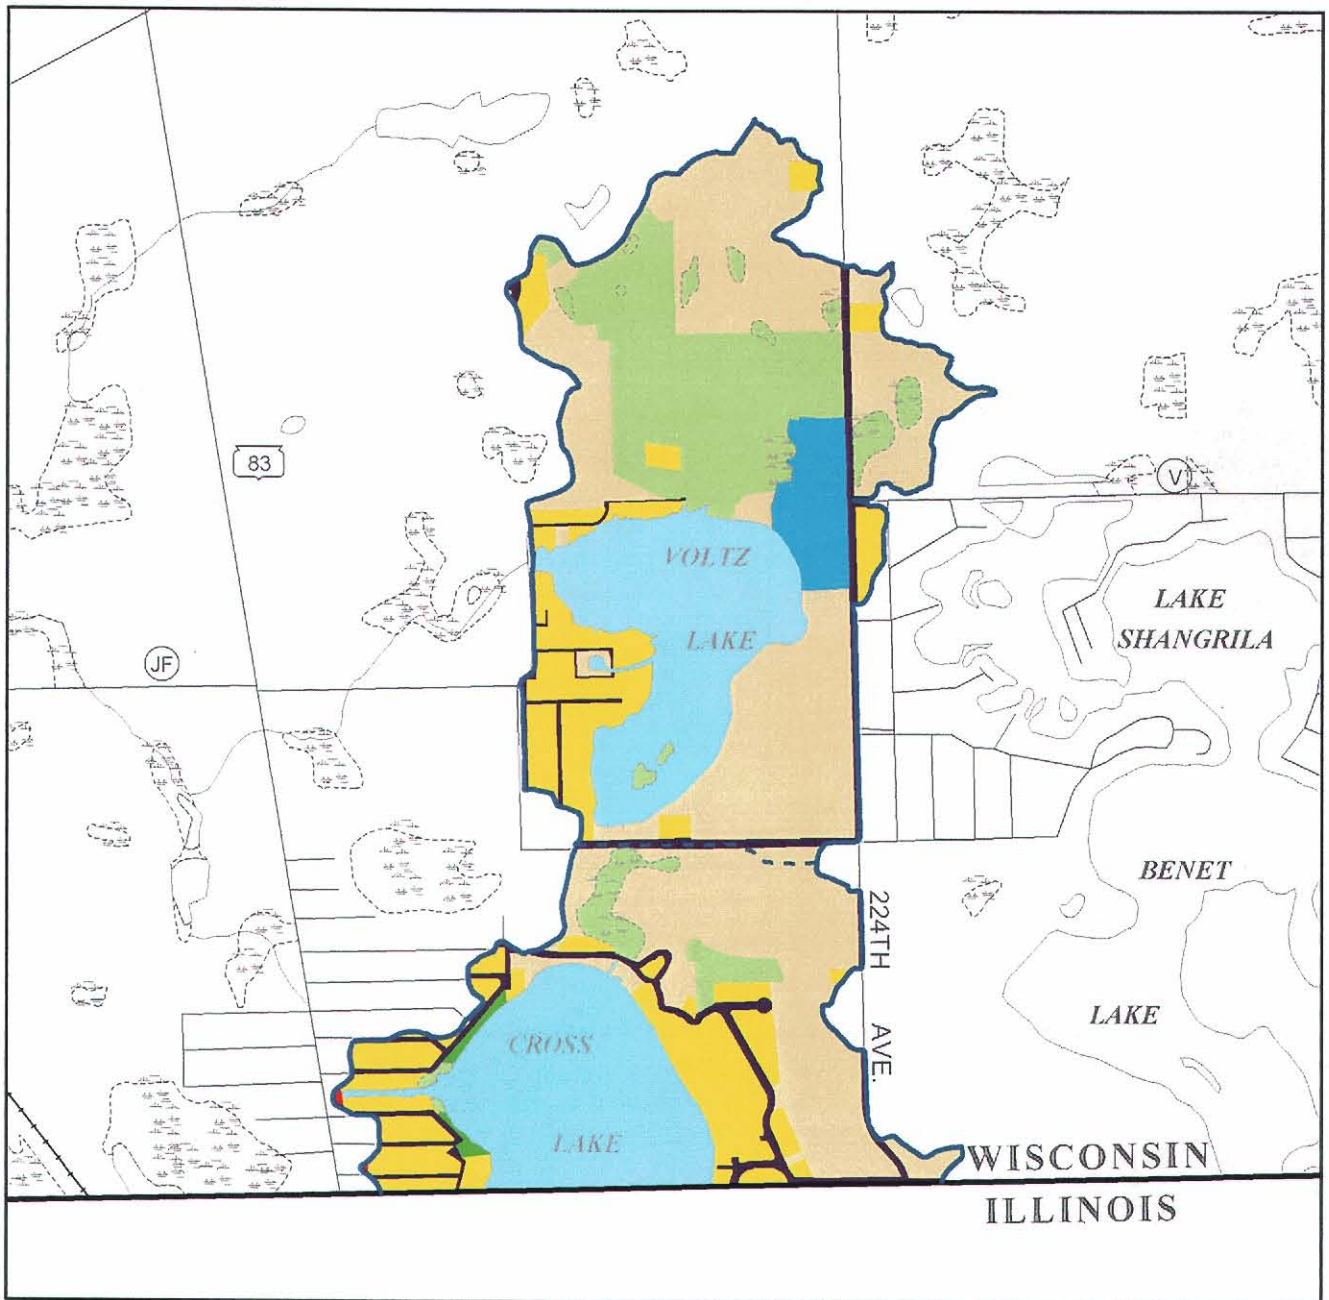 83
V
VOLTZ
LAKE
LAKE
SHANGRILA
JF
BENET
224TH AVE.
LAKE
CROSS
LAKE
WISCONSIN
ILLINOIS